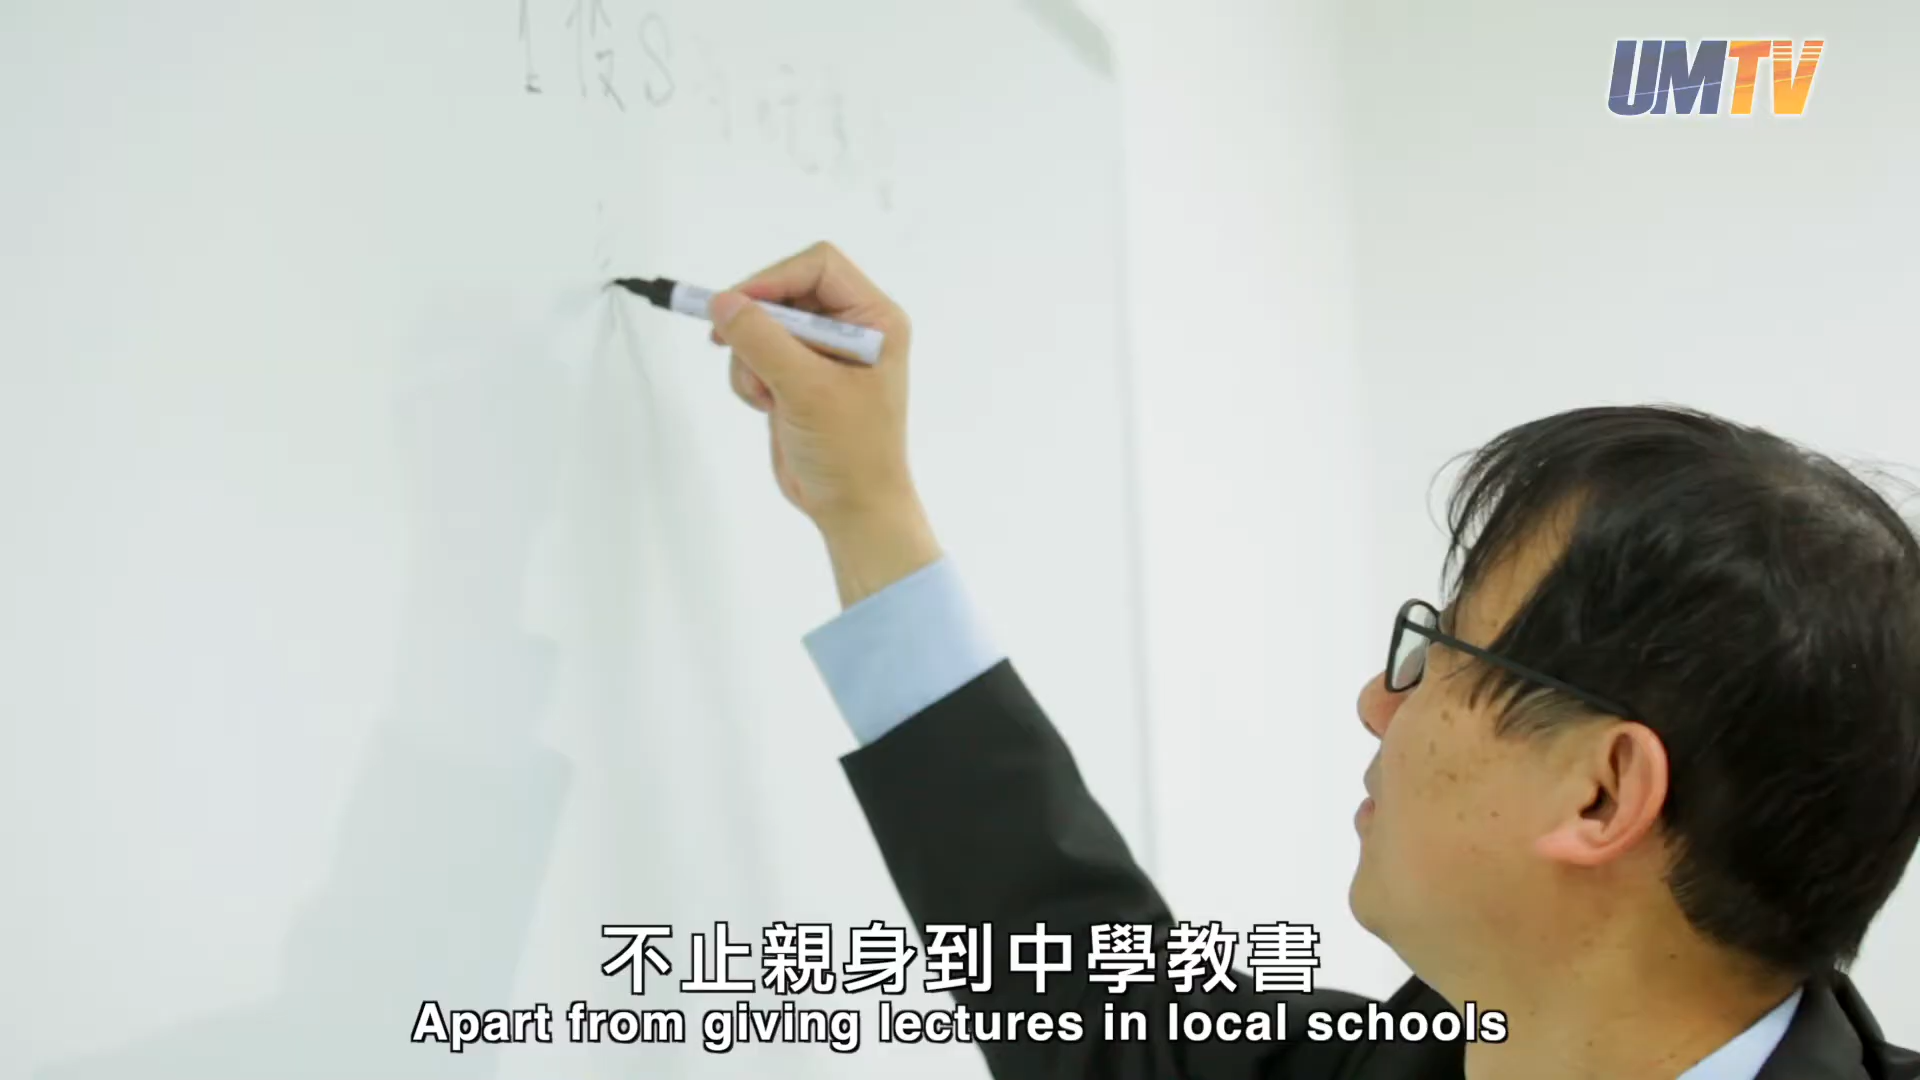 UMTV
不止親身到中學教書
Apart from giving lectures in local schools